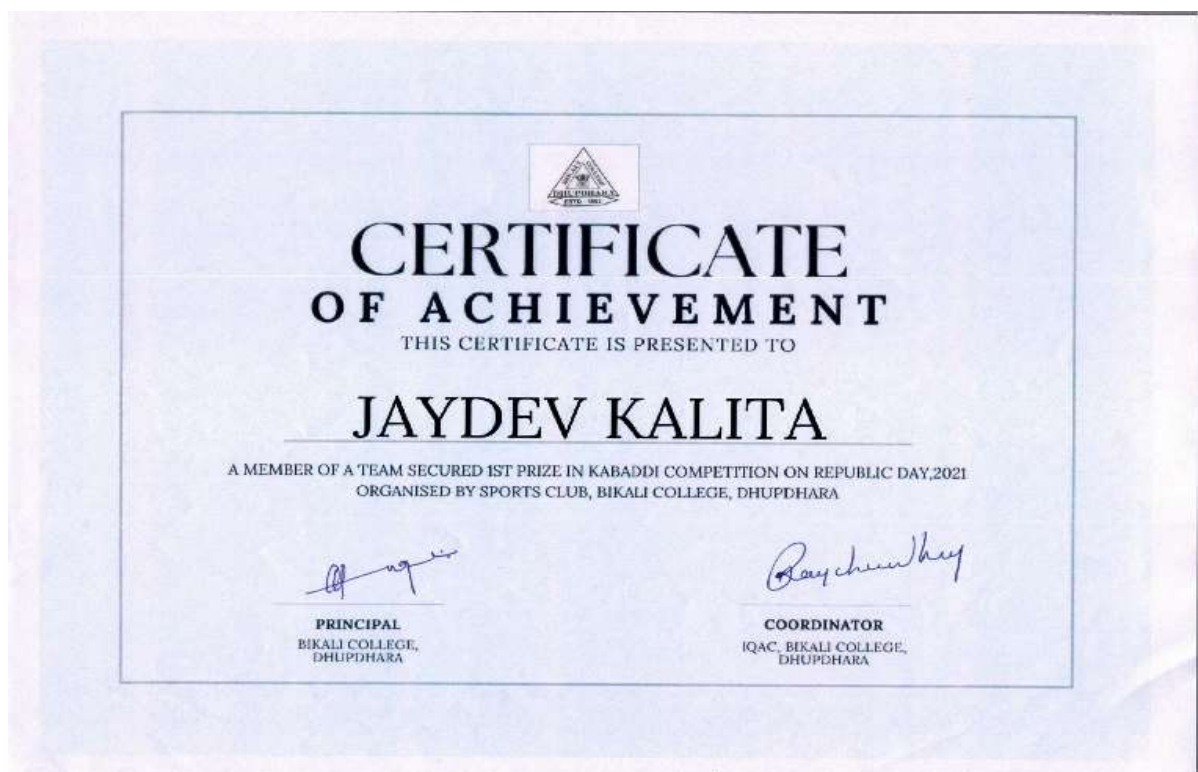 DHUPDHARA
CERTIFICATE
OF ACHIEVEMENT
THIS CERTIFICATE IS PRESENTED TO
JAYDEV KALITA
A MEMBER OF A TEAM SECURED 1ST PRIZE IN KABADDI COMPETITION ON REPUBLIC DAY,2021
ORGANISED BY SPORTS CLUB, BIKALI COLLEGE, DHUPDHARA
Raychowdhury
PRINCIPAL
BIKALI COLLEGE,
DHUPDHARA
COORDINATOR
IQAC, BIKALI COLLEGE,
DHUPDHARA